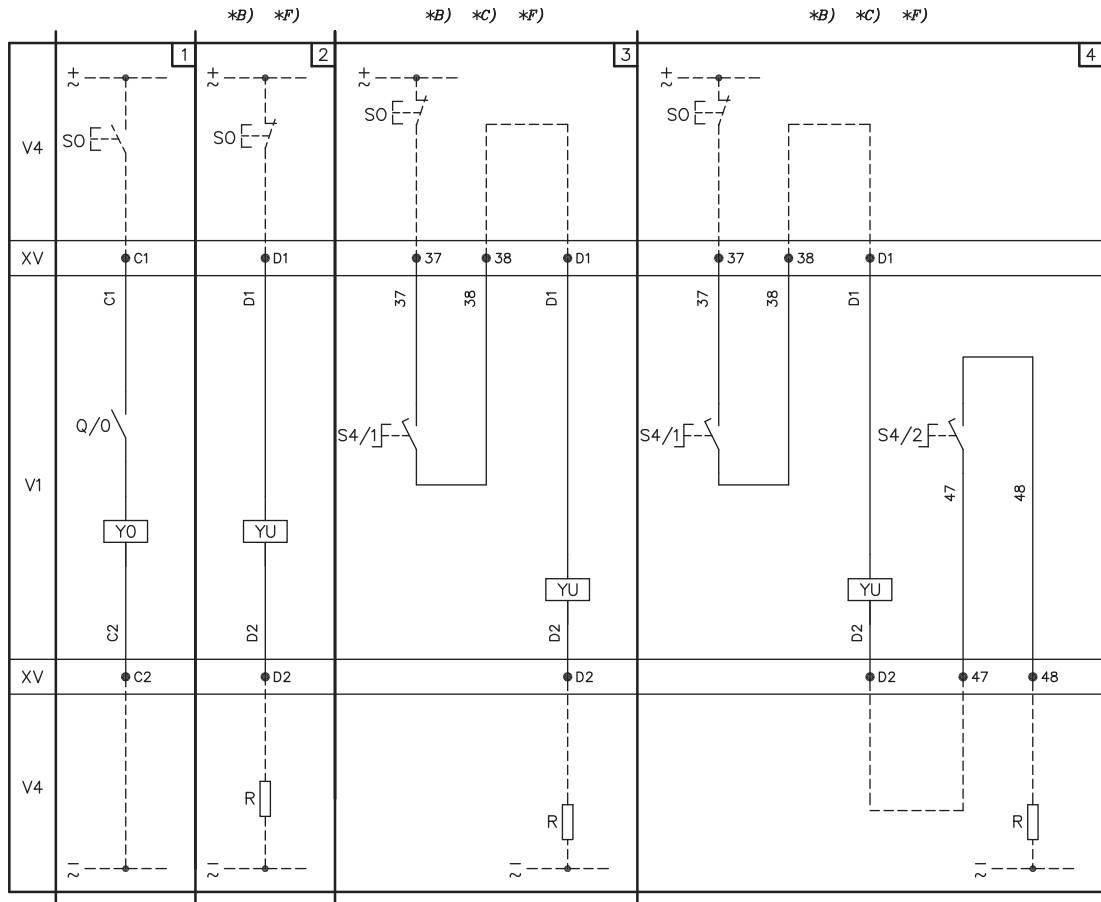 *B) *F) *B) *C) *F) *B) *C) *F)
1 2 3 4
+ ~ + ~ + ~ + ~
SO SO
V4 SO SO
XV C1 D1 37 38 D1 37 38 D1
C1 D1 37 38 D1 37 38 D1
Q/0 S4/1 S4/1 S4/2
V1 47 48
YO YU
YU YU
C2 D2 D2 D2
XV C2 D2 D2 D2 47 48
V4 R R R
− ~ − ~ − ~ − ~